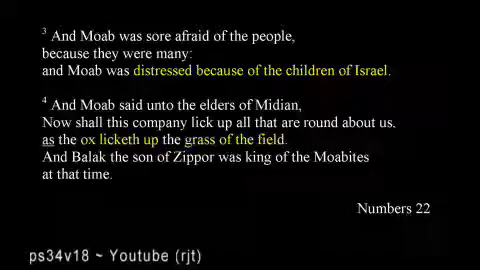 3 And Moab was sore afraid of the people,
because they were many:
and Moab was distressed because of the children of Israel.
4 And Moab said unto the elders of Midian,
Now shall this company lick up all that are round about us,
as the ox licketh up the grass of the field.
And Balak the son of Zippor was king of the Moabites
at that time.
Numbers 22
ps34v18 ~ Youtube (rjt)